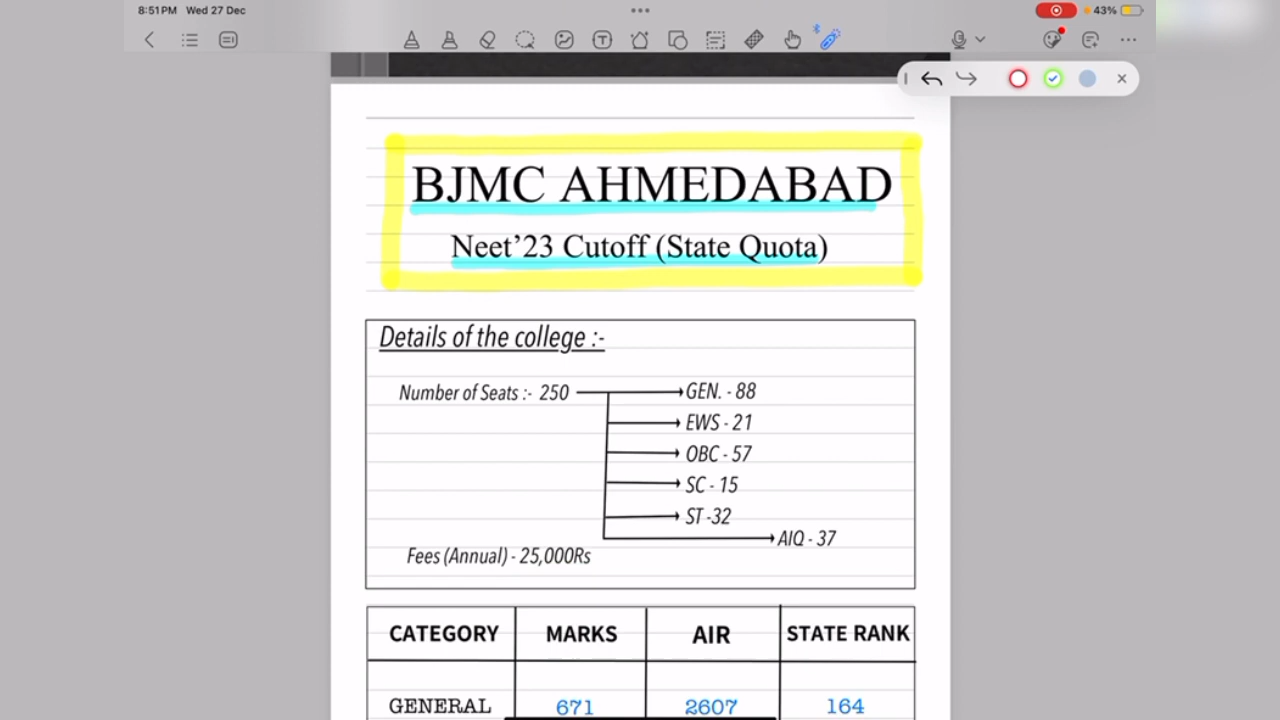 8:51 PM Wed 27 Dec
43%
BJMC AHMEDABAD
Neet’23 Cutoff (State Quota)
Details of the college :-
Number of Seats :- 250
GEN. - 88
EWS - 21
OBC - 57
SC - 15
ST -32
AIQ - 37
Fees (Annual) - 25,000Rs
CATEGORY MARKS AIR STATE RANK
GENERAL 671 2607 164